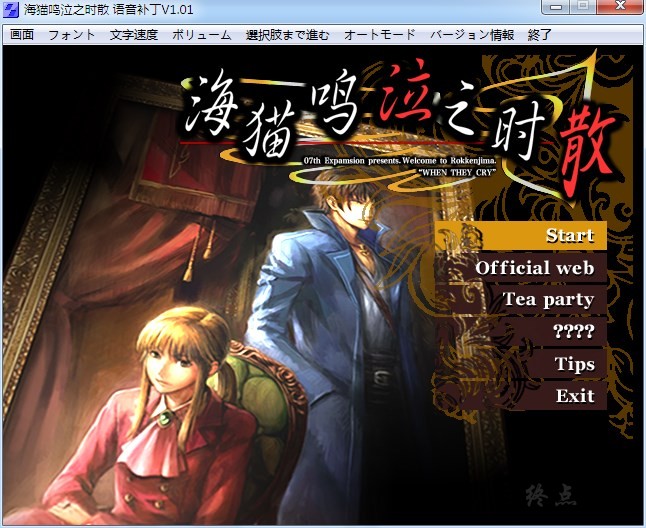 海猫鸣泣之时散 语音补丁V1.01
画面 フォント 文字速度 ボリューム 選択肢まで進む オートモード バージョン情報 終了
海猫鸣泣之时散
07th Expansion presents. Welcome to Rokkenjima.
"WHEN THEY CRY"
Start
Official web
Tea party
????
Tips
Exit
终点